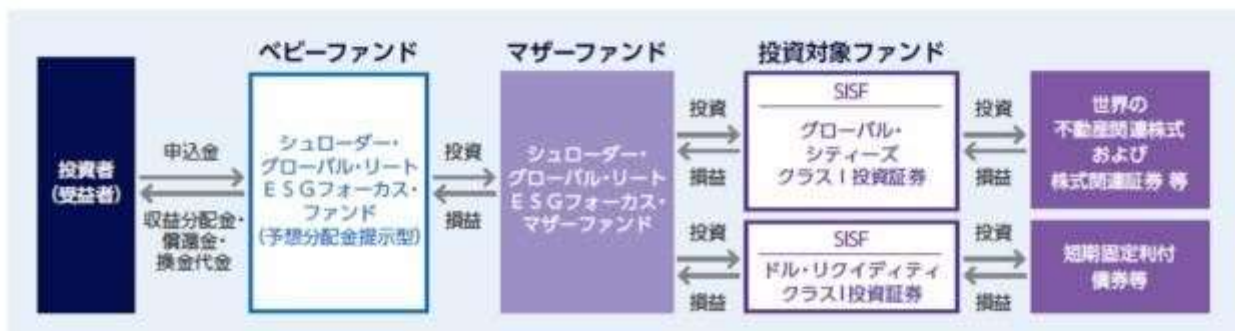 ベビーファンド
マザーファンド
投資対象ファンド
投資者
(受益者)
申込金
収益分配金・
償還金・
換金代金
シュローダー・
グローバル・リート
ESGフォーカス・
ファンド
(予想分配金提示型)
投資
損益
シュローダー・
グローバル・リート
ESGフォーカス・
マザーファンド
投資
損益
SISF
グローバル・
シティーズ
クラスI投資証券
投資
損益
世界の
不動産関連株式
および
株式関連証券 等
投資
損益
SISF
ドル・リクイディティ
クラスI投資証券
投資
損益
短期固定利付
債券等